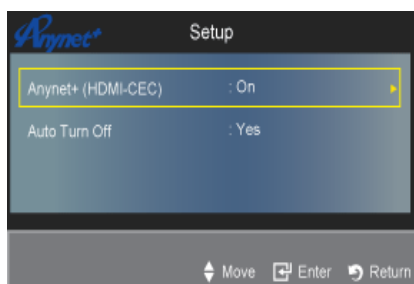 Anynet+ Setup
Anynet+ (HDMI-CEC) : On
Auto Turn Off : Yes
Move Enter Return